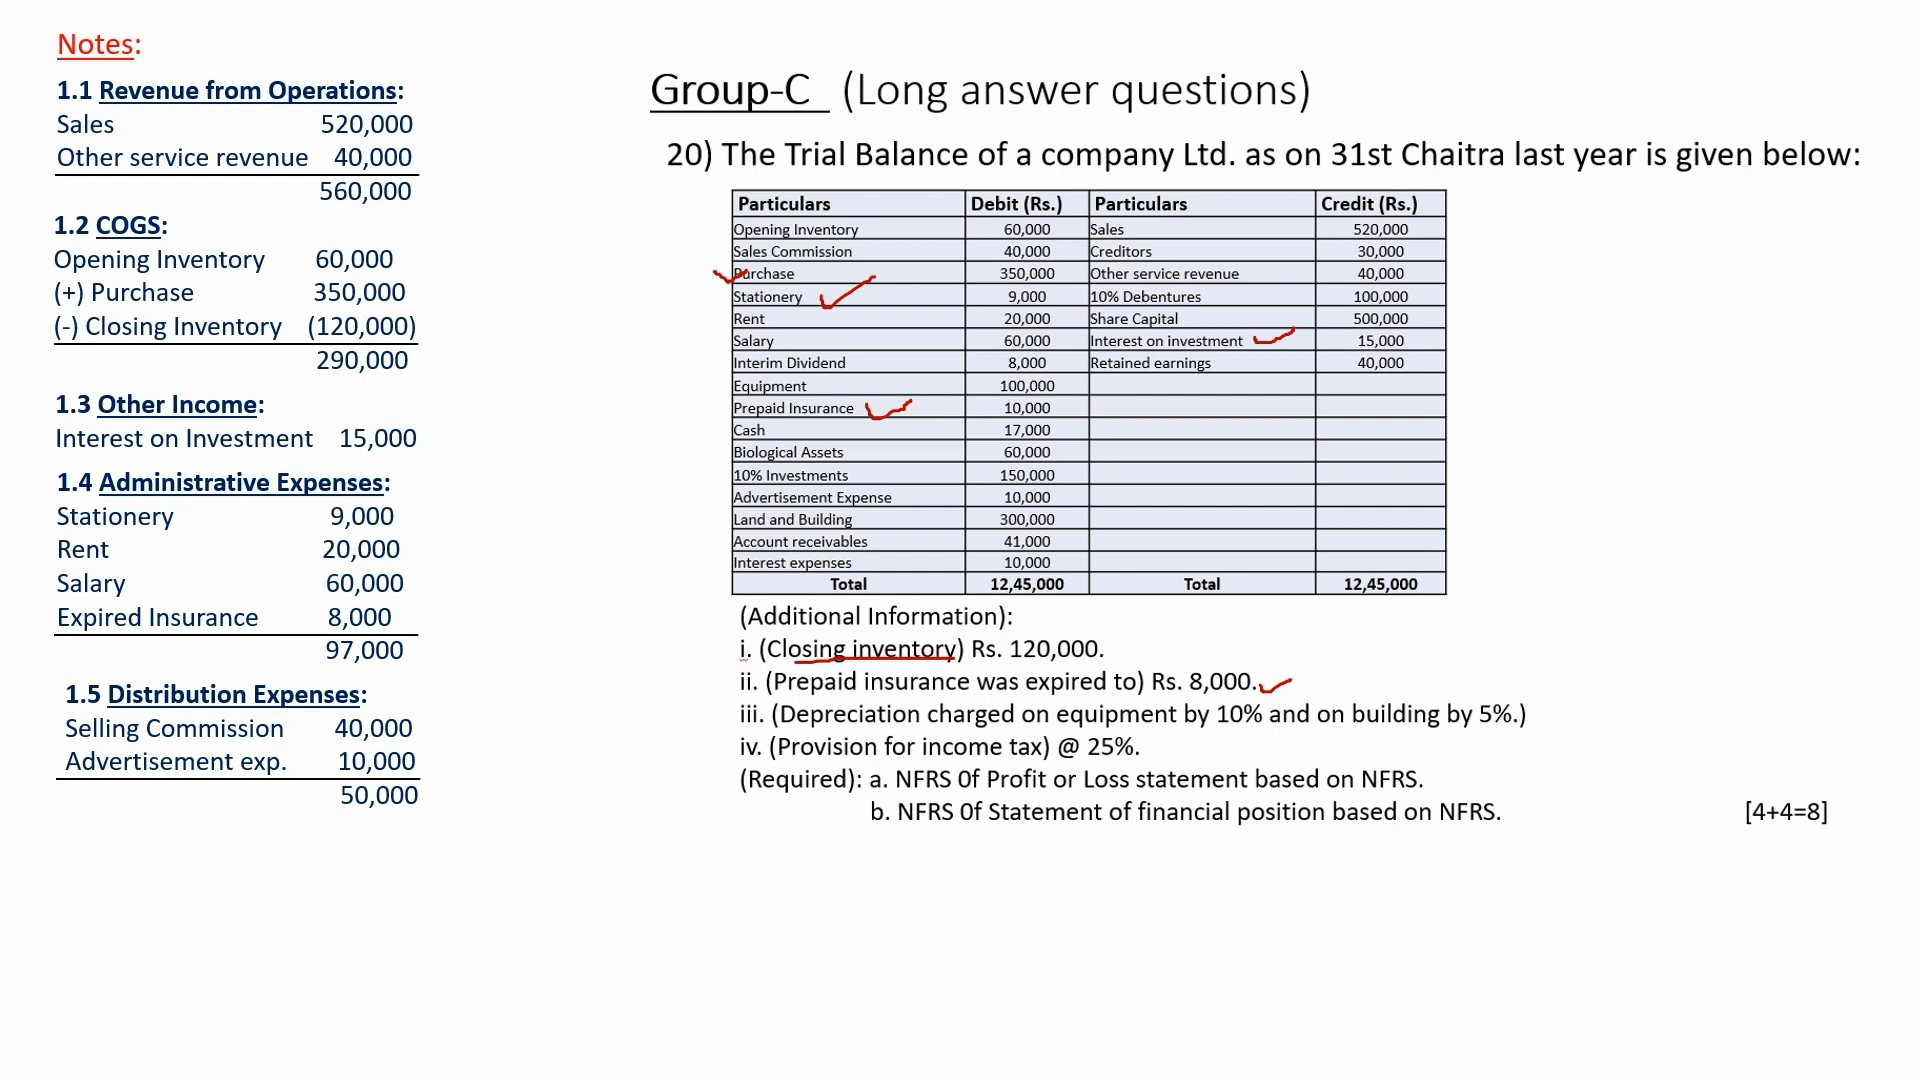 Notes:
1.1 Revenue from Operations:
Sales 520,000
Other service revenue 40,000
560,000
1.2 COGS:
Opening Inventory 60,000
(+) Purchase 350,000
(-) Closing Inventory (120,000)
290,000
1.3 Other Income:
Interest on Investment 15,000
1.4 Administrative Expenses:
Stationery 9,000
Rent 20,000
Salary 60,000
Expired Insurance 8,000
97,000
1.5 Distribution Expenses:
Selling Commission 40,000
Advertisement exp. 10,000
50,000
Group-C (Long answer questions)
20) The Trial Balance of a company Ltd. as on 31st Chaitra last year is given below:
Particulars Debit (Rs.) Particulars Credit (Rs.)
Opening Inventory 60,000 Sales 520,000
Sales Commission 40,000 Creditors 30,000
Purchase 350,000 Other service revenue 40,000
Stationery 9,000 10% Debentures 100,000
Rent 20,000 Share Capital 500,000
Salary 60,000 Interest on investment 15,000
Interim Dividend 8,000 Retained earnings 40,000
Equipment 100,000
Prepaid Insurance 10,000
Cash 17,000
Biological Assets 60,000
10% Investments 150,000
Advertisement Expense 10,000
Land and Building 300,000
Account receivables 41,000
Interest expenses 10,000
Total 12,45,000 Total 12,45,000
(Additional Information):
i. (Closing inventory) Rs. 120,000.
ii. (Prepaid insurance was expired to) Rs. 8,000.
iii. (Depreciation charged on equipment by 10% and on building by 5%.)
iv. (Provision for income tax) @ 25%.
(Required): a. NFRS 0f Profit or Loss statement based on NFRS.
b. NFRS 0f Statement of financial position based on NFRS. [4+4=8]